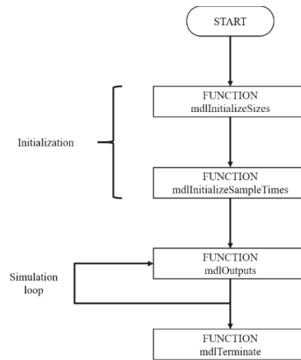 START
FUNCTION
mdlInitializeSizes
Initialization
FUNCTION
mdlInitializeSampleTimes
FUNCTION
mdlOutputs
Simulation
loop
FUNCTION
mdlTerminate